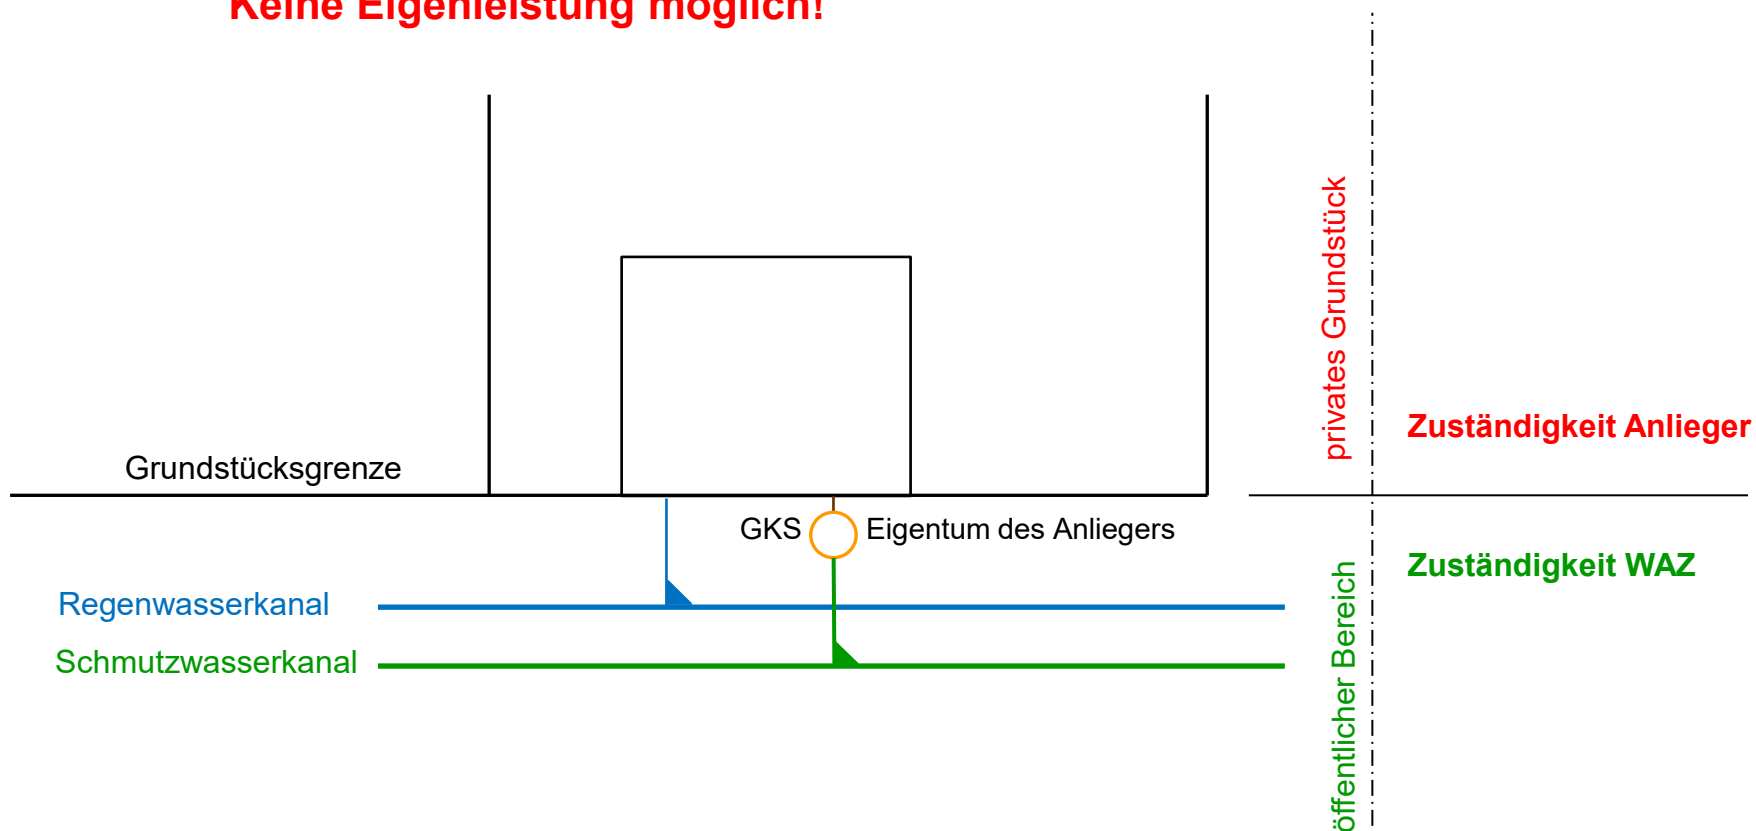 Keine Eigenleistung möglich!
privates Grundstück
Zuständigkeit Anlieger
Grundstücksgrenze
GKS
Eigentum des Anliegers
Zuständigkeit WAZ
öffentlicher Bereich
Regenwasserkanal
Schmutzwasserkanal